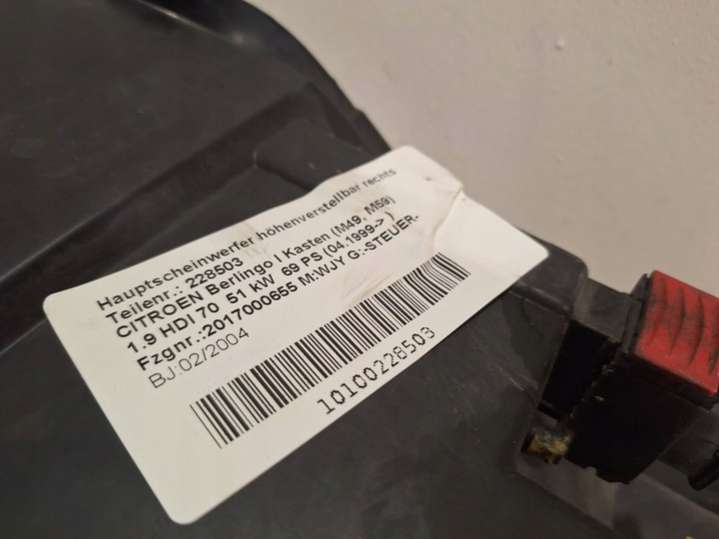 Hauptscheinwerfer höhenverstellbar rechts
Teilenr.: 228503
CITROEN Berlingo I Kasten (M49, M59)
1.9 HDI 70 51 kW 69 PS (04.1999-> )
Fzgnr.:2017000655 M:WJY G:-STEUER-
BJ:02/2004
10100228503